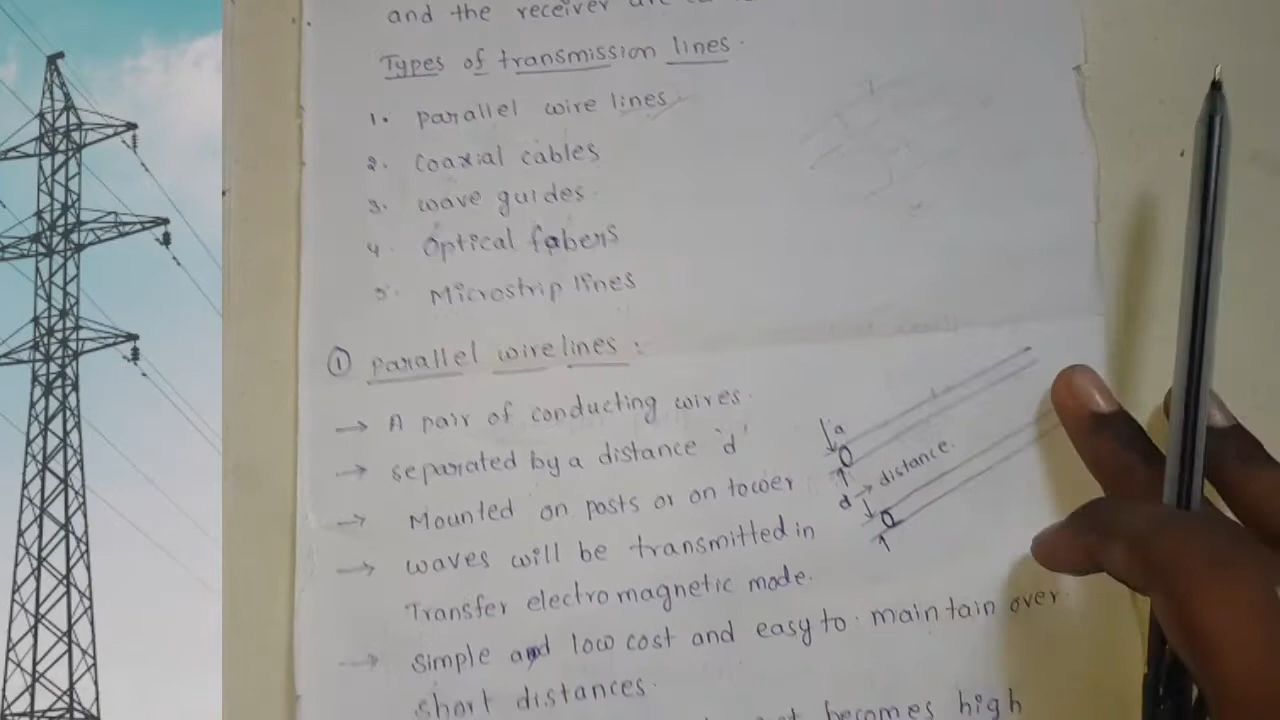 and the receiver are
Types of transmission lines.
1. parallel wire lines
2. coaxial cables
3. wave guides.
4. Optical fabers
5. Microstrip lines
① parallel wire lines :
→ A pair of conducting wires.
→ separated by a distance 'd'
→ Mounted on posts or on tower
→ waves will be transmitted in
Transfer electromagnetic mode.
→ simple and low cost and easy to maintain over
short distances.
becomes high
a
d → distance.